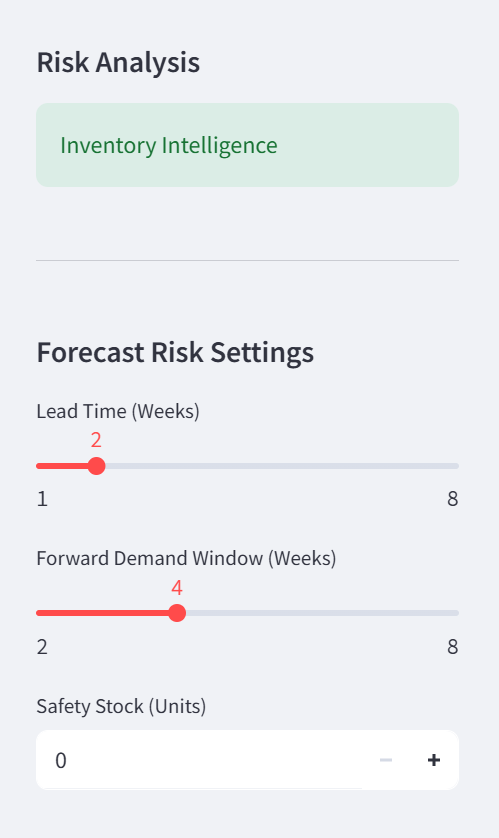 Risk Analysis
Inventory Intelligence
Forecast Risk Settings
Lead Time (Weeks)
2
1 8
Forward Demand Window (Weeks)
4
2 8
Safety Stock (Units)
0 − +